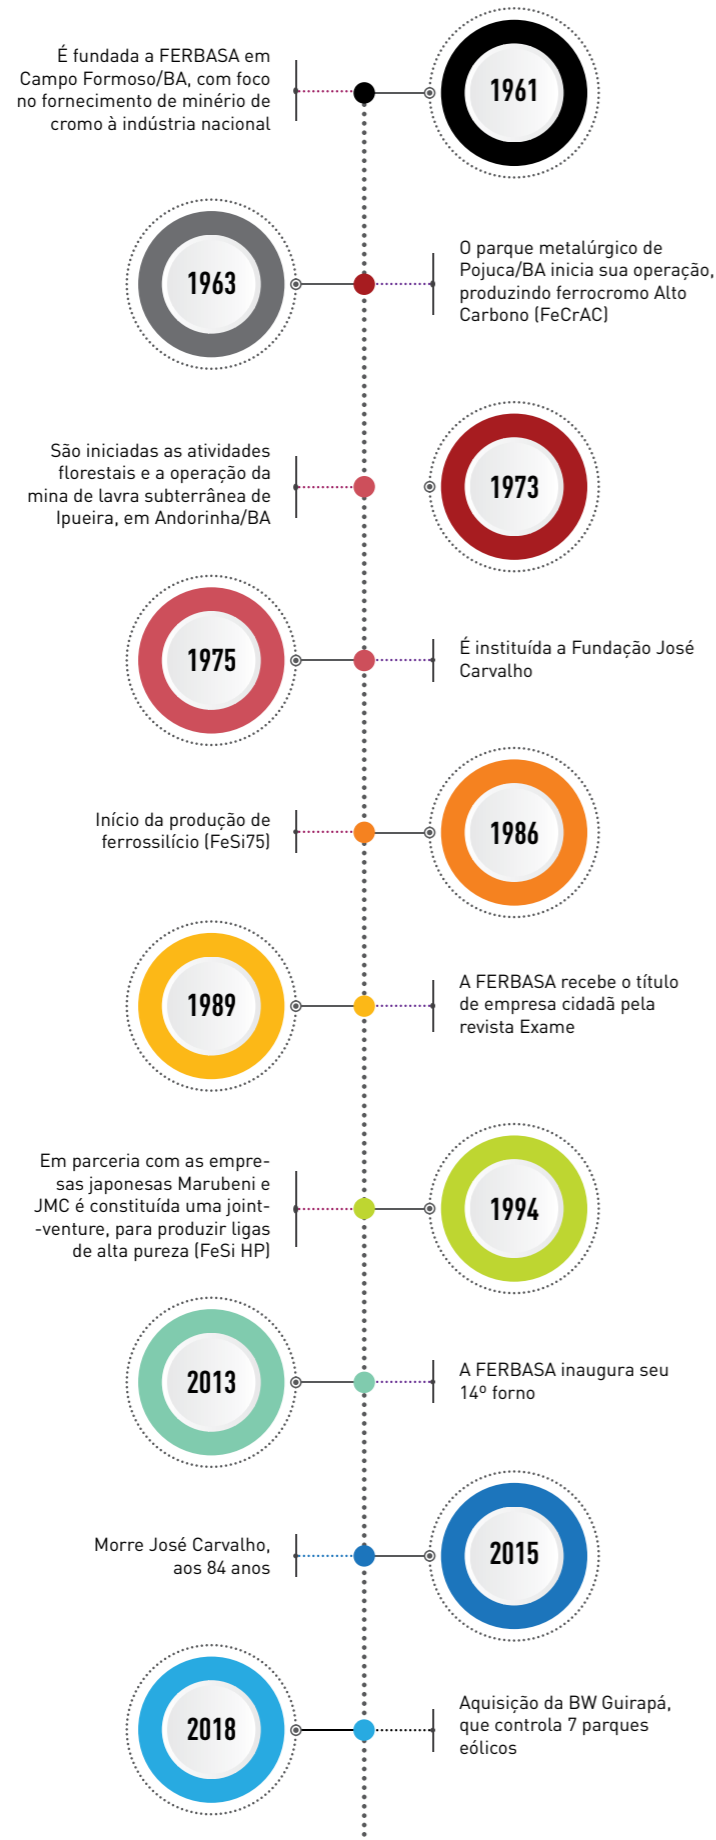 É fundada a FERBASA em
Campo Formoso/BA, com foco
no fornecimento de minério de
cromo à indústria nacional
1961
1963
O parque metalúrgico de
Pojuca/BA inicia sua operação,
produzindo ferrocromo Alto
Carbono (FeCrAC)
São iniciadas as atividades
florestais e a operação da
mina de lavra subterrânea de
Ipueira, em Andorinha/BA
1973
1975
É instituída a Fundação José
Carvalho
Início da produção de
ferrossilício (FeSi75)
1986
1989
A FERBASA recebe o título
de empresa cidadã pela
revista Exame
Em parceria com as empre-
sas japonesas Marubeni e
JMC é constituída uma joint-
-venture, para produzir ligas
de alta pureza (FeSi HP)
1994
2013
A FERBASA inaugura seu
14º forno
Morre José Carvalho,
aos 84 anos
2015
2018
Aquisição da BW Guirapá,
que controla 7 parques
eólicos